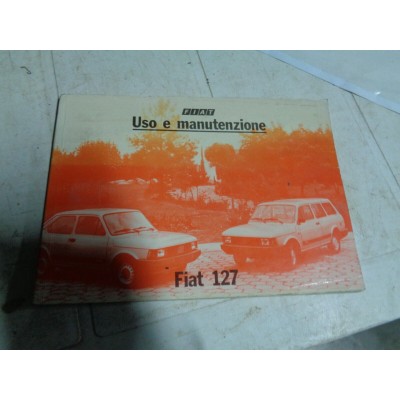 FIAT
Uso e manutenzione
Fiat 127